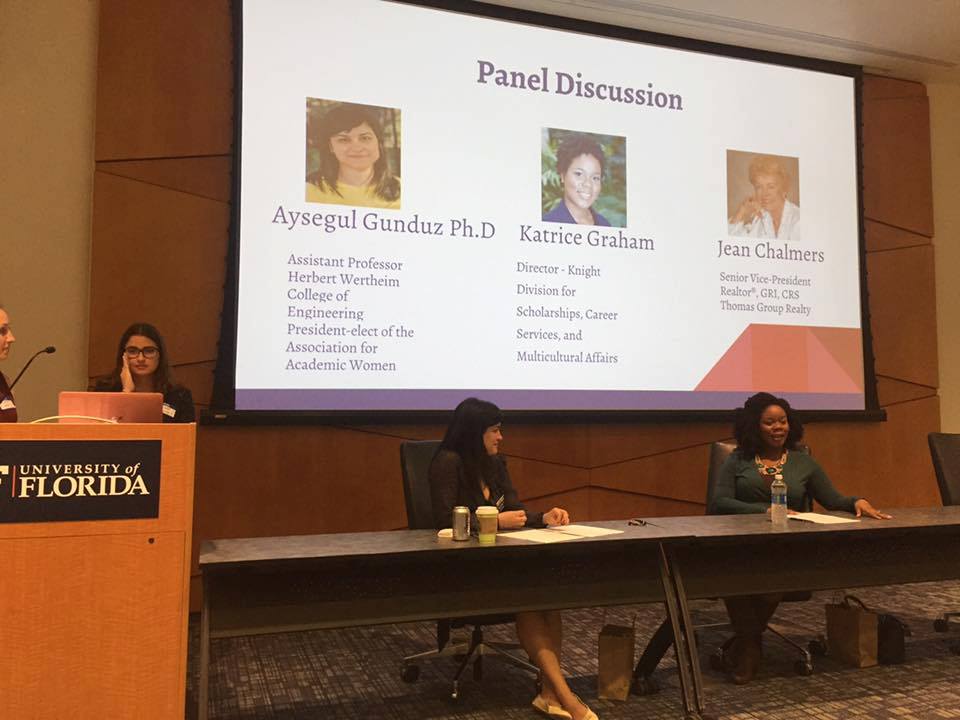 Panel Discussion
Aysegul Gunduz Ph.D
Assistant Professor
Herbert Wertheim
College of
Engineering
President-elect of the
Association for
Academic Women
Katrice Graham
Director - Knight
Division for
Scholarships, Career
Services, and
Multicultural Affairs
Jean Chalmers
Senior Vice-President
Realtor®, GRI, CRS
Thomas Group Realty
UNIVERSITY of
FLORIDA